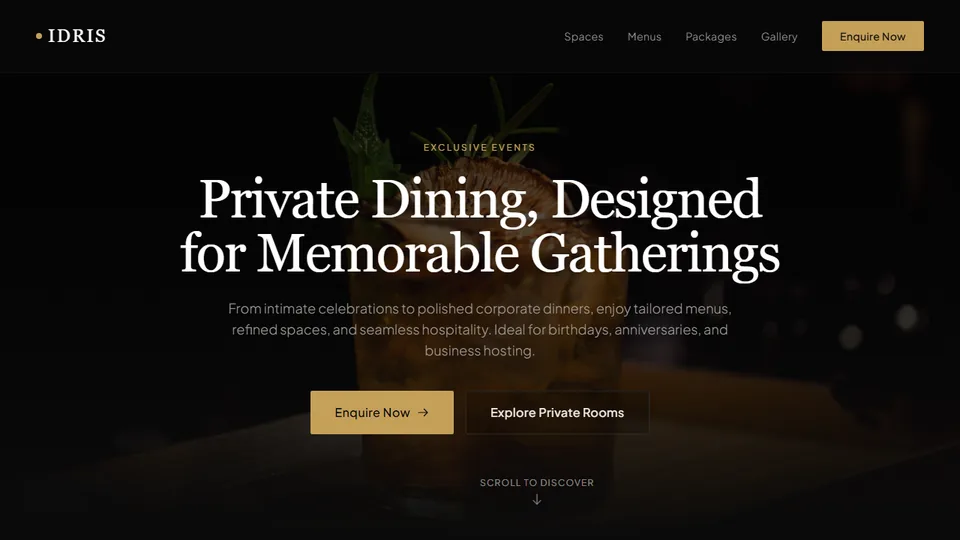 IDRIS
Spaces
Menus
Packages
Gallery
Enquire Now
EXCLUSIVE EVENTS
Private Dining, Designed
for Memorable Gatherings
From intimate celebrations to polished corporate dinners, enjoy tailored menus,
refined spaces, and seamless hospitality. Ideal for birthdays, anniversaries, and
business hosting.
Enquire Now →
Explore Private Rooms
SCROLL TO DISCOVER
↓